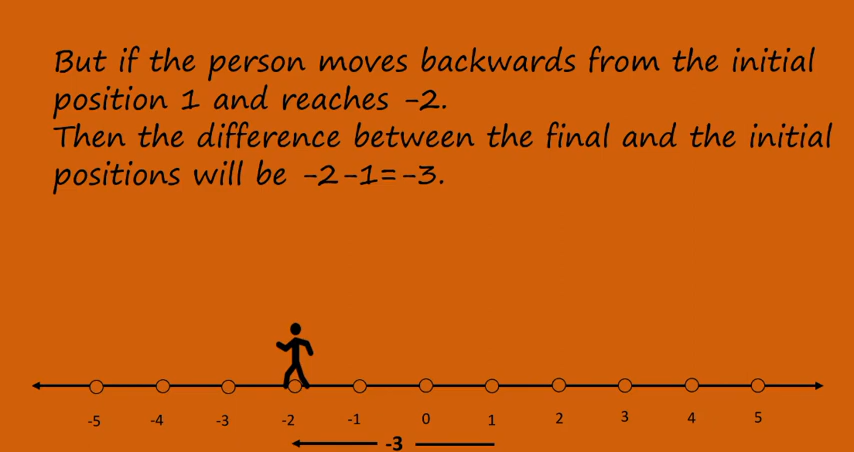 But if the person moves backwards from the initial
position 1 and reaches -2.
Then the difference between the final and the initial
positions will be -2-1=-3.
-5 -4 -3 -2 -1 0 1 2 3 4 5
-3